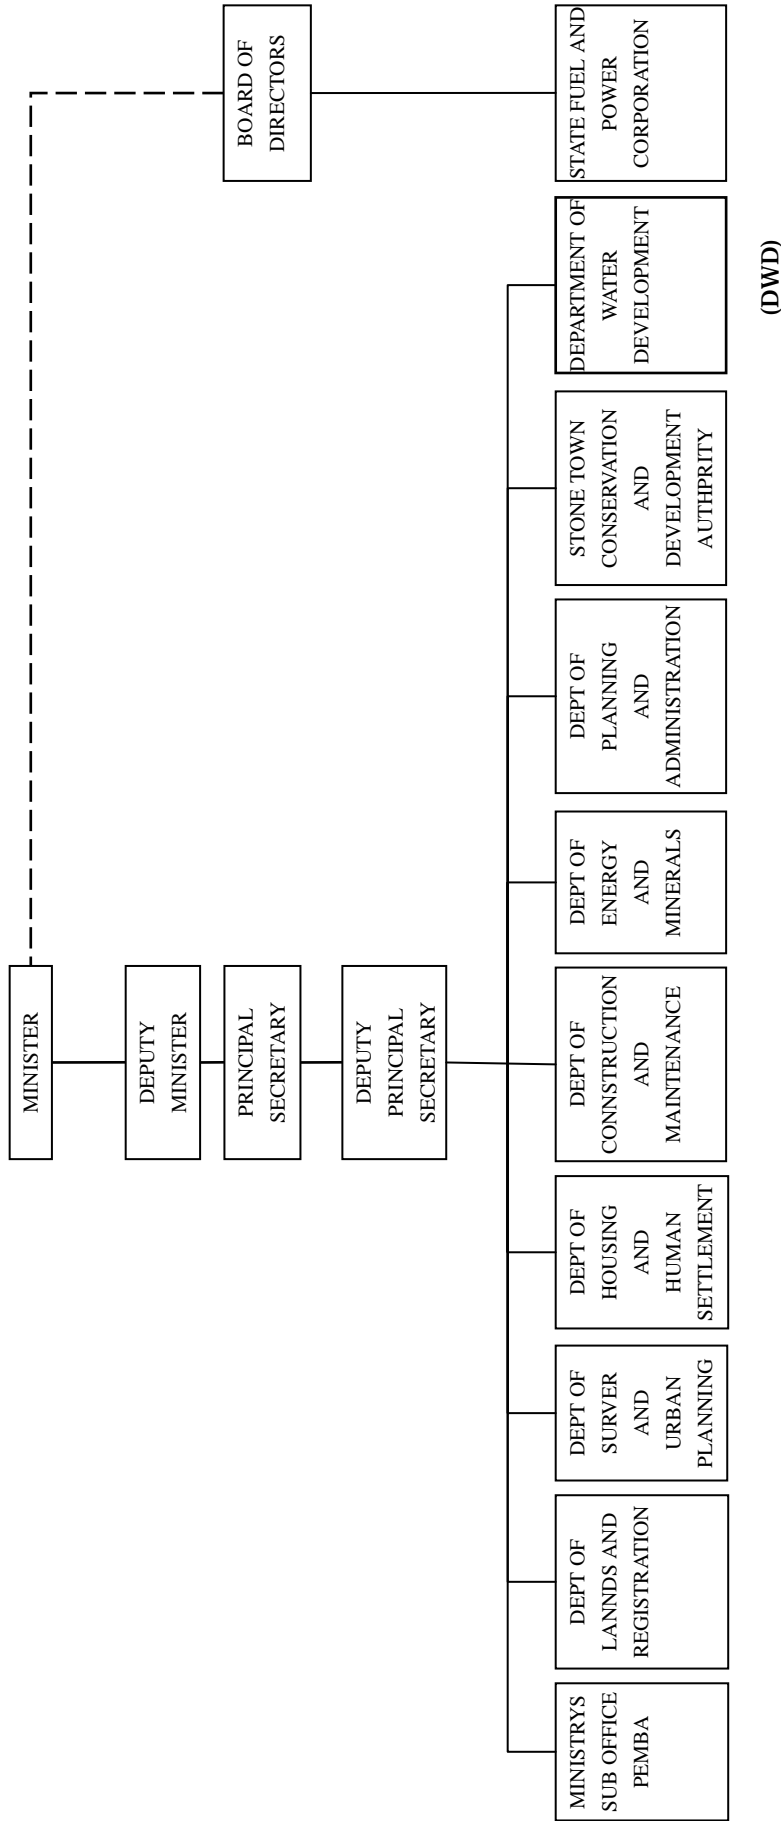 MINISTER
DEPUTY
MINISTER
PRINCIPAL
SECRETARY
DEPUTY
PRINCIPAL
SECRETARY
BOARD OF
DIRECTORS
MINISTRYS
SUB OFFICE
PEMBA
DEPT OF
LANNDS AND
REGISTRATION
DEPT OF
SURVER
AND
URBAN
PLANNING
DEPT OF
HOUSING
AND
HUMAN
SETTLEMENT
DEPT OF
CONNSTRUCTION
AND
MAINTENANCE
DEPT OF
ENERGY
AND
MINERALS
DEPT OF
PLANNING
AND
ADMINISTRATION
STONE TOWN
CONSERVATION
AND
DEVELOPMENT
AUTHPRITY
DEPARTMENT OF
WATER
DEVELOPMENT
STATE FUEL AND
POWER
CORPORATION
(DWD)